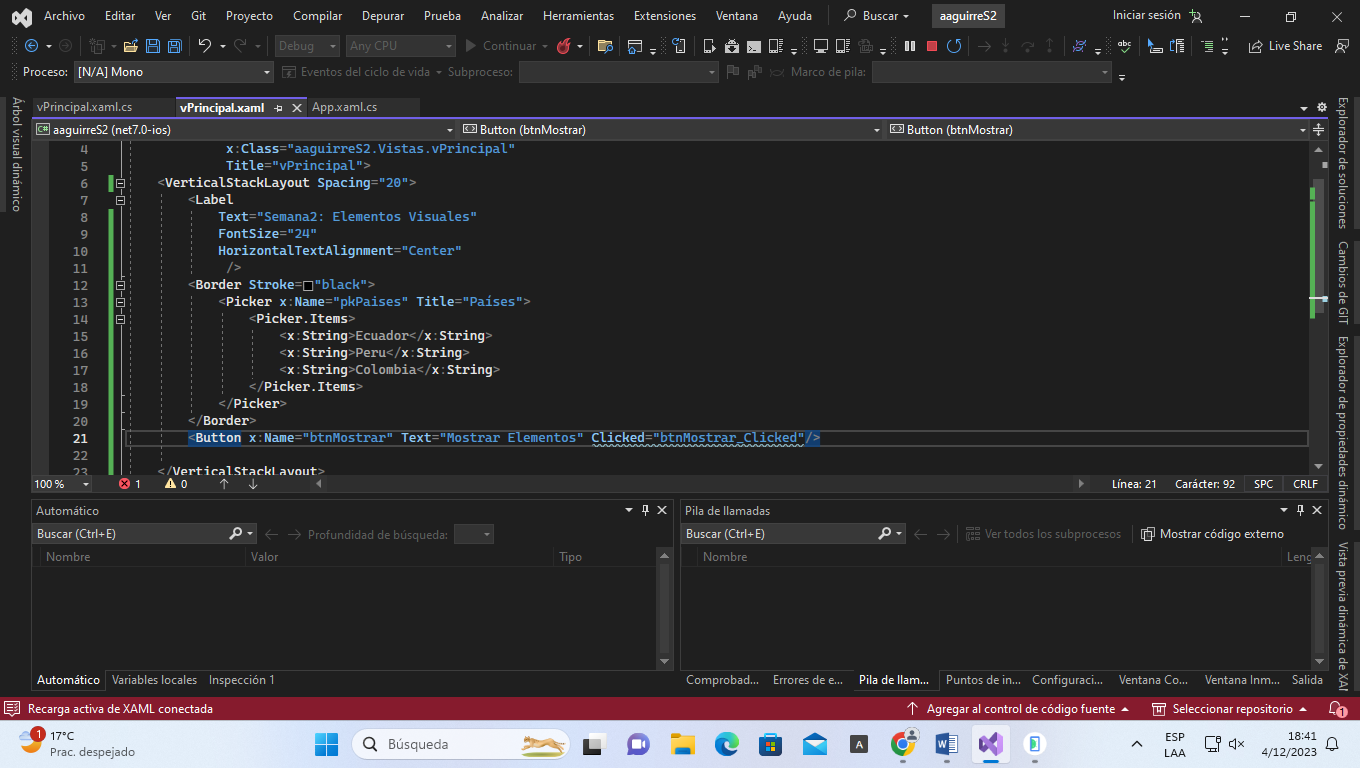 Archivo Editar Ver Git Proyecto Compilar Depurar Prueba Analizar Herramientas Extensiones Ventana Ayuda Buscar aaguirreS2 Iniciar sesión
Debug Any CPU Continuar Live Share
Proceso: [N/A] Mono Eventos del ciclo de vida Subproceso: Marco de pila:
vPrincipal.xaml.cs vPrincipal.xaml App.xaml.cs
aaguirreS2 (net7.0-ios) Button (btnMostrar) Button (btnMostrar)
4 x:Class="aaguirreS2.Vistas.vPrincipal"
5 Title="vPrincipal">
6 <VerticalStackLayout Spacing="20">
7 <Label
8 Text="Semana2: Elementos Visuales"
9 FontSize="24"
10 HorizontalTextAlignment="Center"
11 />
12 <Border Stroke="black">
13 <Picker x:Name="pkPaises" Title="Países">
14 <Picker.Items>
15 <x:String>Ecuador</x:String>
16 <x:String>Peru</x:String>
17 <x:String>Colombia</x:String>
18 </Picker.Items>
19 </Picker>
20 </Border>
21 <Button x:Name="btnMostrar" Text="Mostrar Elementos" Clicked="btnMostrar_Clicked"/>
22
23 </VerticalStackLayout>
100 % 1 0 Línea: 21 Carácter: 92 SPC CRLF
Árbol visual dinámico
Explorador de soluciones
Cambios de GIT
Explorador de propiedades dinámico
Vista previa dinámica de XAI
Automático
Buscar (Ctrl+E) Profundidad de búsqueda:
Nombre Valor Tipo
Automático Variables locales Inspección 1
Pila de llamadas
Buscar (Ctrl+E) Ver todos los subprocesos Mostrar código externo
Nombre Leng
Comprobad... Errores de e... Pila de llam... Puntos de in... Configuraci... Ventana Co... Ventana Inm... Salida
Recarga activa de XAML conectada Agregar al control de código fuente Seleccionar repositorio 1
1 17°C
Prac. despejado
Búsqueda
A
ESP
LAA
18:41
4/12/2023